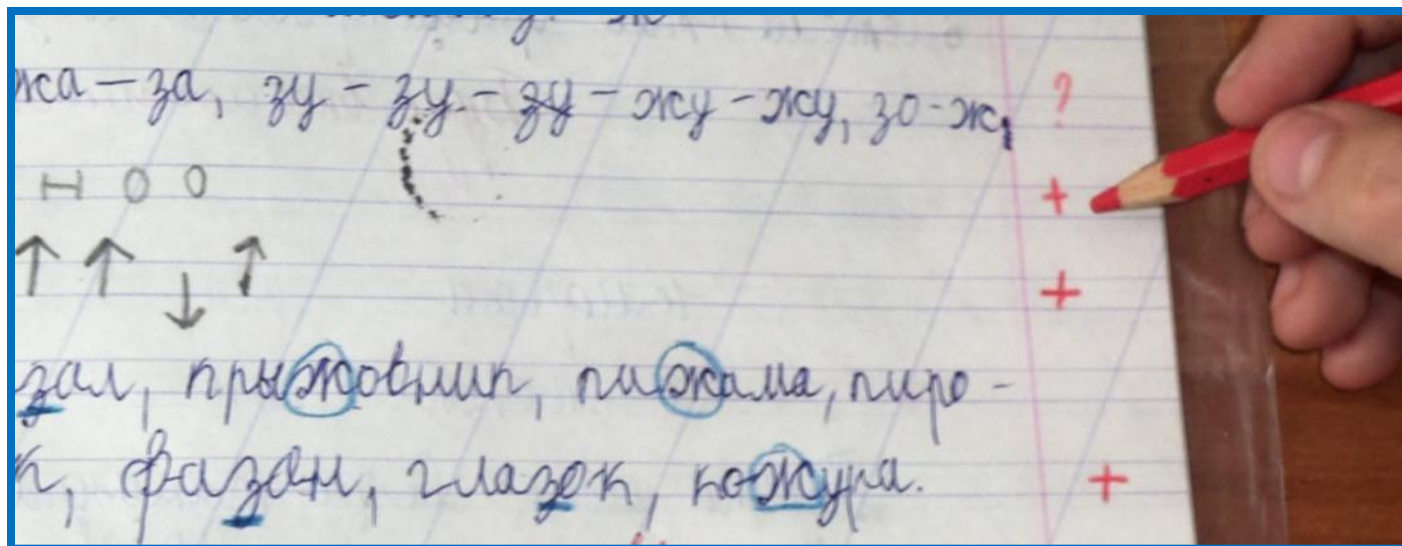 жа – за, зу – зу – зу – жу – жу, зо - ж, ?
Н О О +
↑ ↑ ↓ ↑ +
зал, прыжовник, пижама, пиро -
к, фазан, глазок, кожура. +